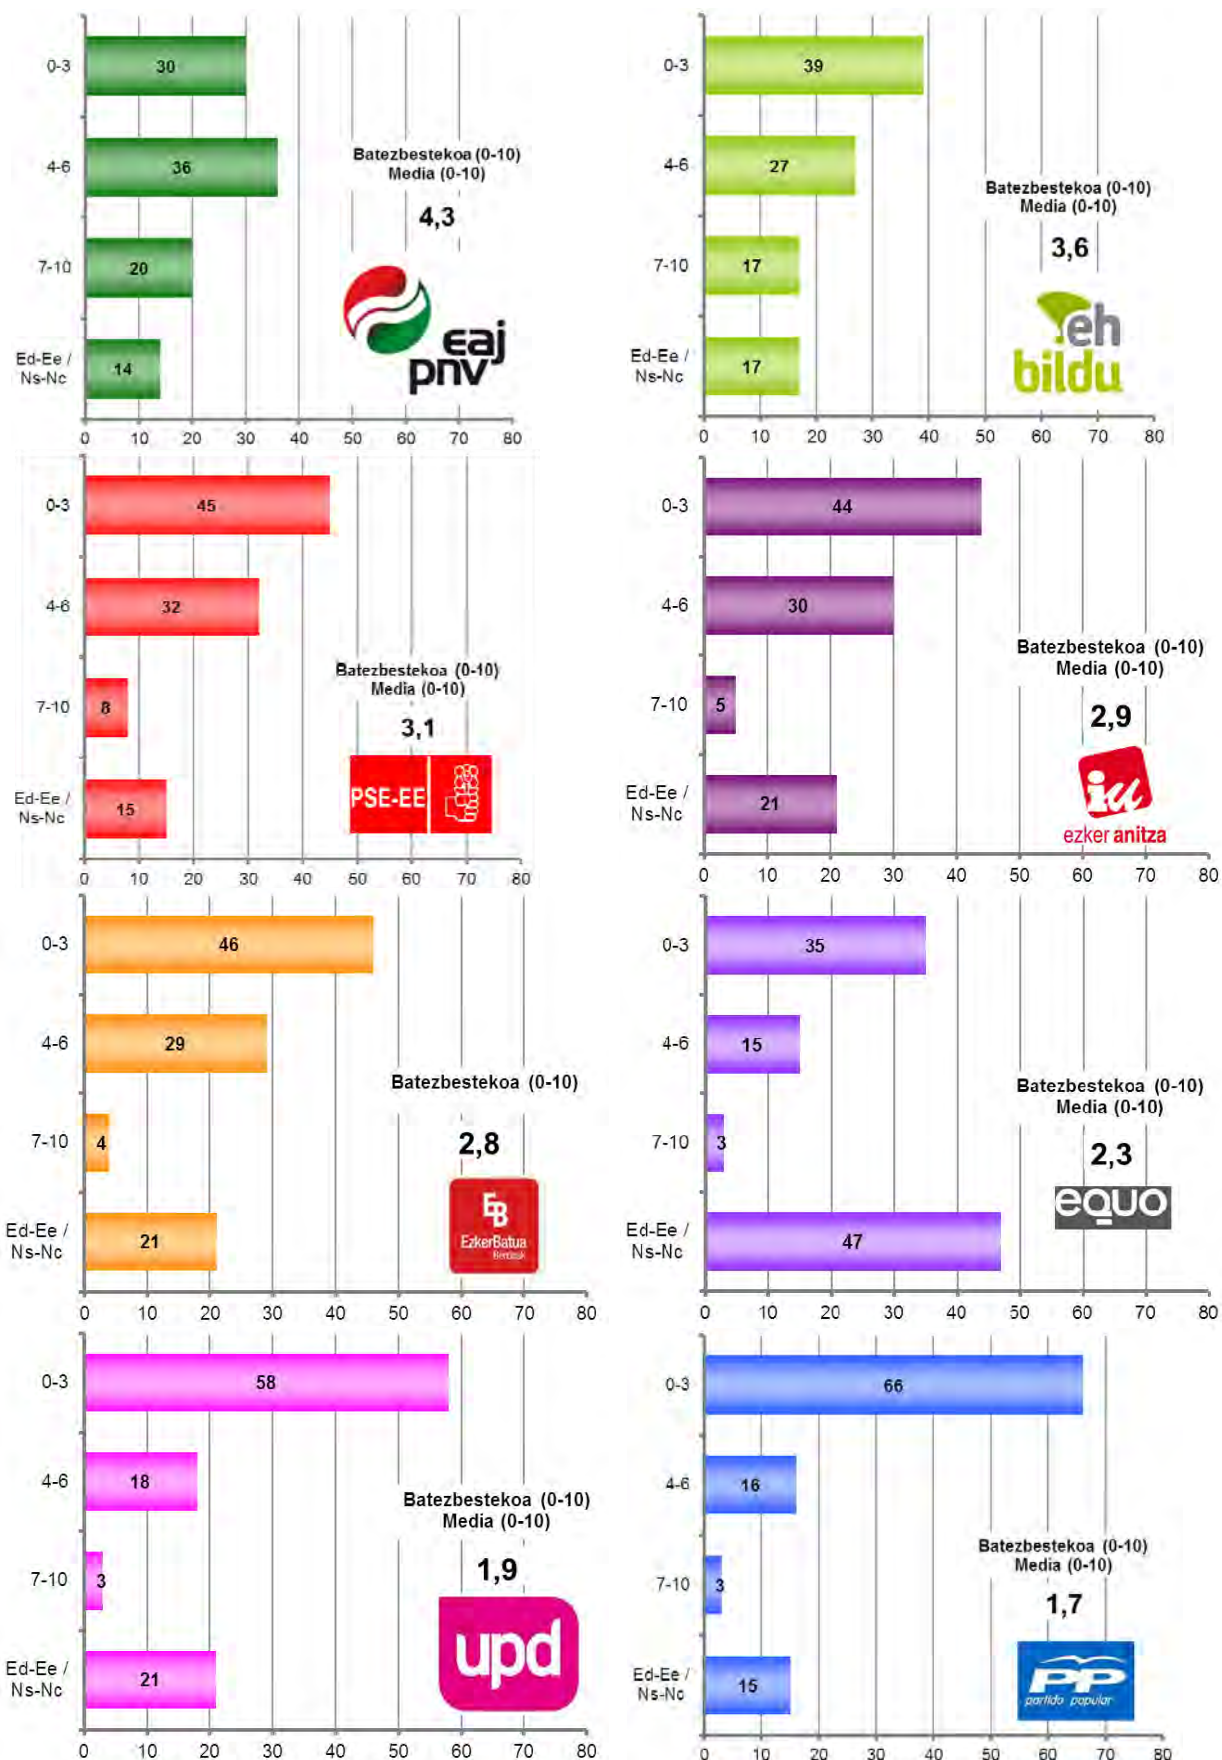 0-3
30
4-6
36
7-10
20
Ed-Ee /
Ns-Nc
14
Batezbestekoa (0-10)
Media (0-10)
4,3
eaj
pnv
0 10 20 30 40 50 60 70 80
0-3
39
4-6
27
7-10
17
Ed-Ee /
Ns-Nc
17
Batezbestekoa (0-10)
Media (0-10)
3,6
eh
bildu
0 10 20 30 40 50 60 70 80
0-3
45
4-6
32
7-10
8
Ed-Ee /
Ns-Nc
15
Batezbestekoa (0-10)
Media (0-10)
3,1
PSE-EE
0 10 20 30 40 50 60 70 80
0-3
44
4-6
30
7-10
5
Ed-Ee /
Ns-Nc
21
Batezbestekoa (0-10)
Media (0-10)
2,9
iu
ezker anitza
0 10 20 30 40 50 60 70 80
0-3
46
4-6
29
7-10
4
Ed-Ee /
Ns-Nc
21
Batezbestekoa (0-10)
2,8
EB
EzkerBatua
0 10 20 30 40 50 60 70 80
0-3
35
4-6
15
7-10
3
Ed-Ee /
Ns-Nc
47
Batezbestekoa (0-10)
Media (0-10)
2,3
equo
0 10 20 30 40 50 60 70 80
0-3
58
4-6
18
7-10
3
Ed-Ee /
Ns-Nc
21
Batezbestekoa (0-10)
Media (0-10)
1,9
upd
0 10 20 30 40 50 60 70 80
0-3
66
4-6
16
7-10
3
Ed-Ee /
Ns-Nc
15
Batezbestekoa (0-10)
Media (0-10)
1,7
PP
partido popular
0 10 20 30 40 50 60 70 80